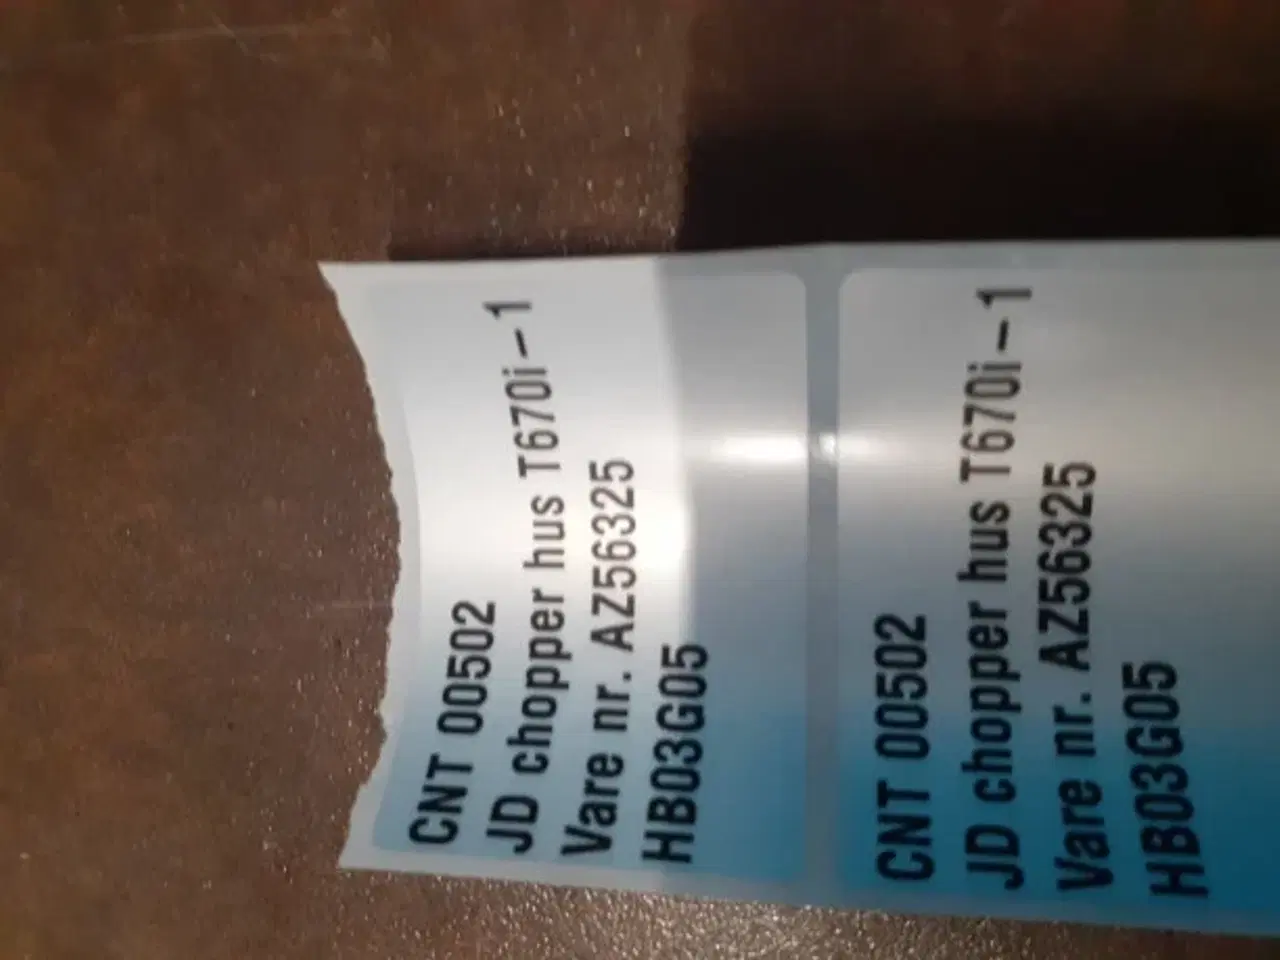 CNT 00502
JD chopper hus T670i-1
Vare nr. AZ56325
HB03G05
CNT 00502
JD chopper hus T670i-1
Vare nr. AZ56325
HB03G05